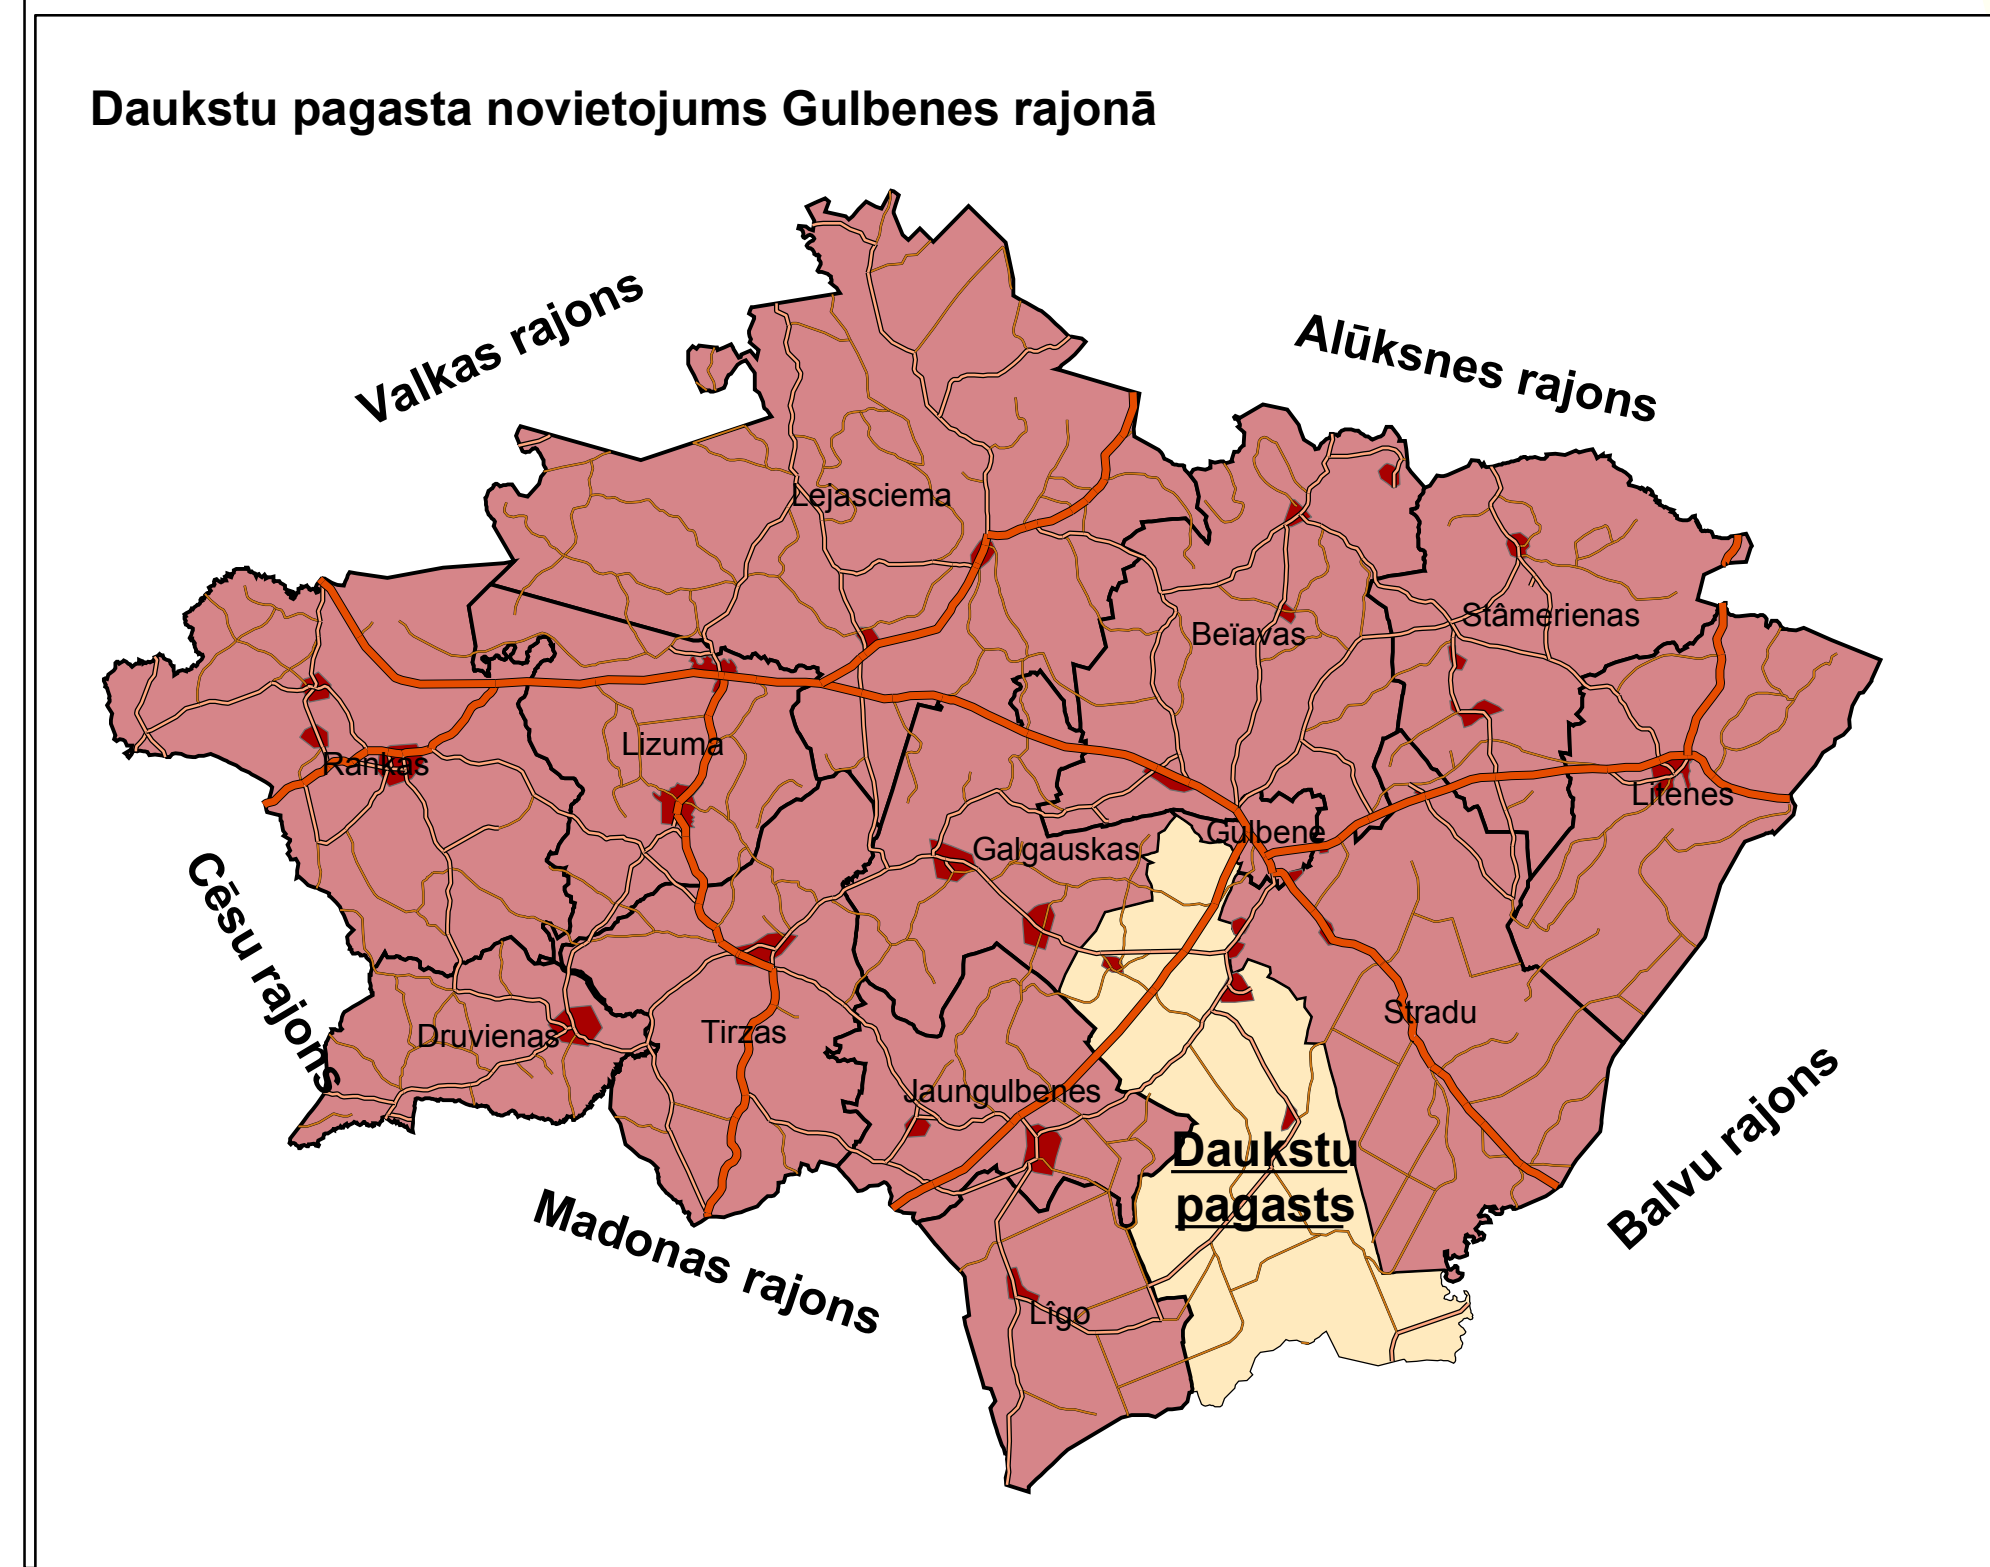 Daukstu pagasta novietojums Gulbenes rajonā
Valkas rajons
Alūksnes rajons
Lejasciema
Stâmerienas
Beïavas
Lizuma
Rankas
Litenes
Gulbene
Galgauskas
Cēsu rajons
Stradu
Druvienas
Tirzas
Jaungulbenes
Daukstu
pagasts
Balvu rajons
Madonas rajons
Lîgo